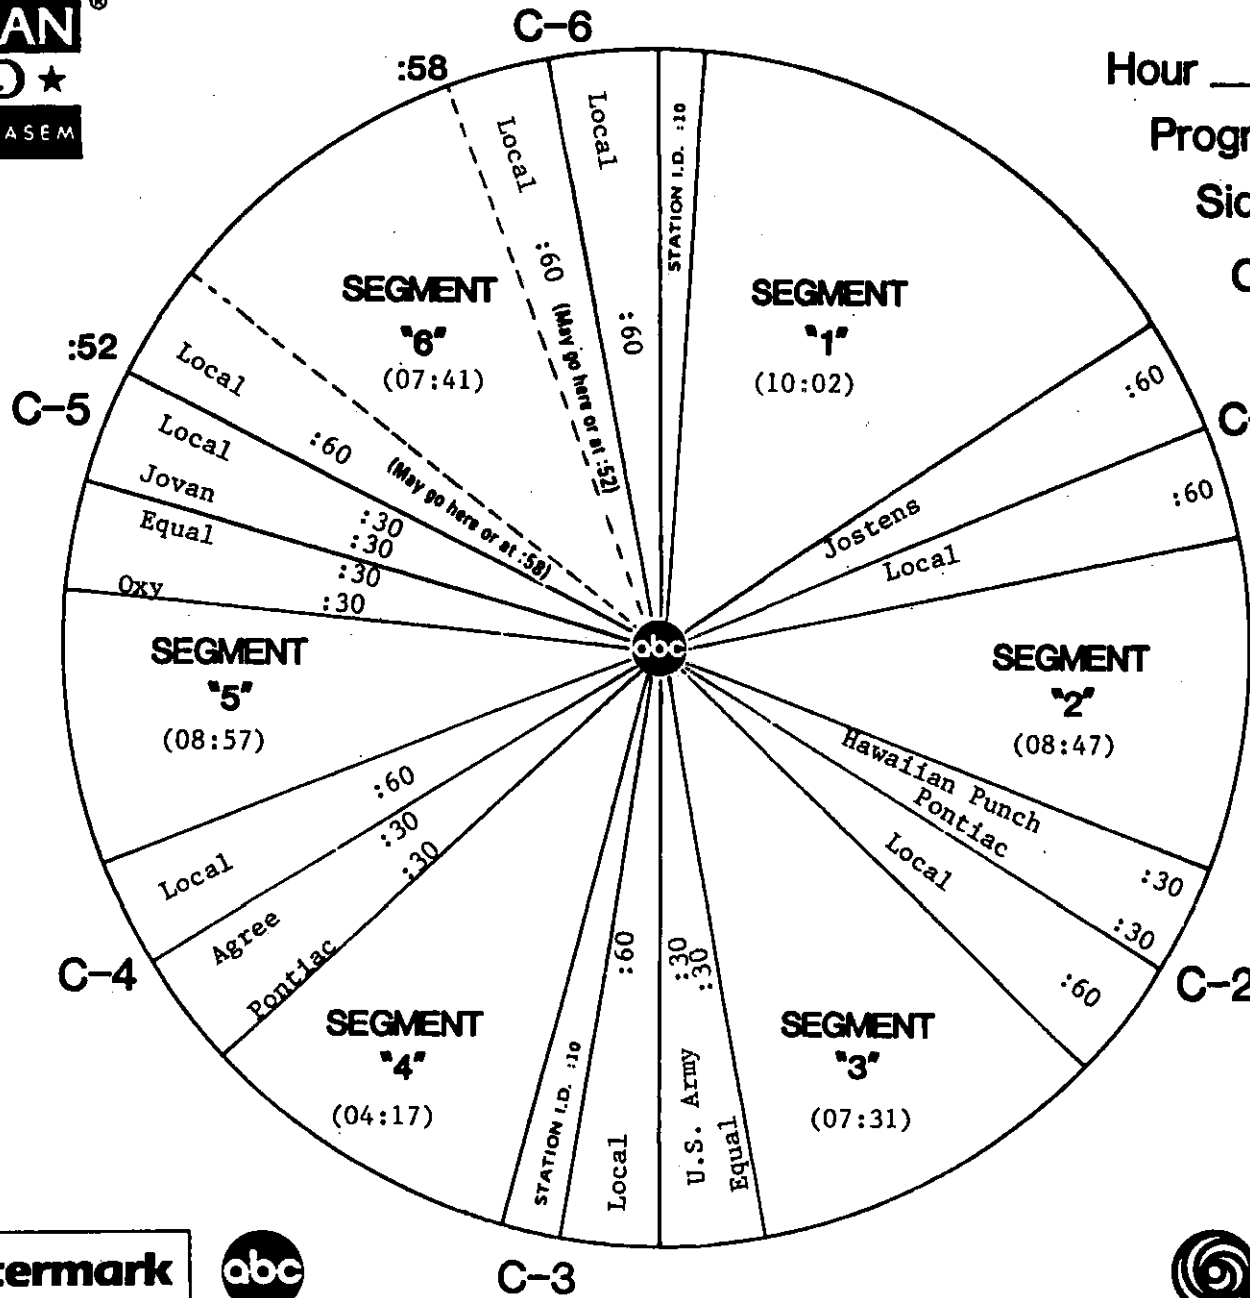 AN®
ASEM
C-6
:58
Hour
:52
C-5
C-4
C-3
C-2
STATION I.D. :10
SEGMENT
"1"
(10:02)
:60
Jostens
:60
Local
SEGMENT
"2"
(08:47)
Hawaiian Punch :30
Pontiac :30
Local :60
SEGMENT
"3"
(07:31)
:30
Equal
:30
U.S. Army
:60
Local
STATION I.D. :10
SEGMENT
"4"
(04:17)
Pontiac :30
Agree :30
Local :60
SEGMENT
"5"
(08:57)
Oxy :30
Equal :30
Jovan :30
Local :30
Local :60 (May go here or at :58)
SEGMENT
"6"
(07:41)
Local :60 (May go here or at :52)
Local :60
abc
termark
abc